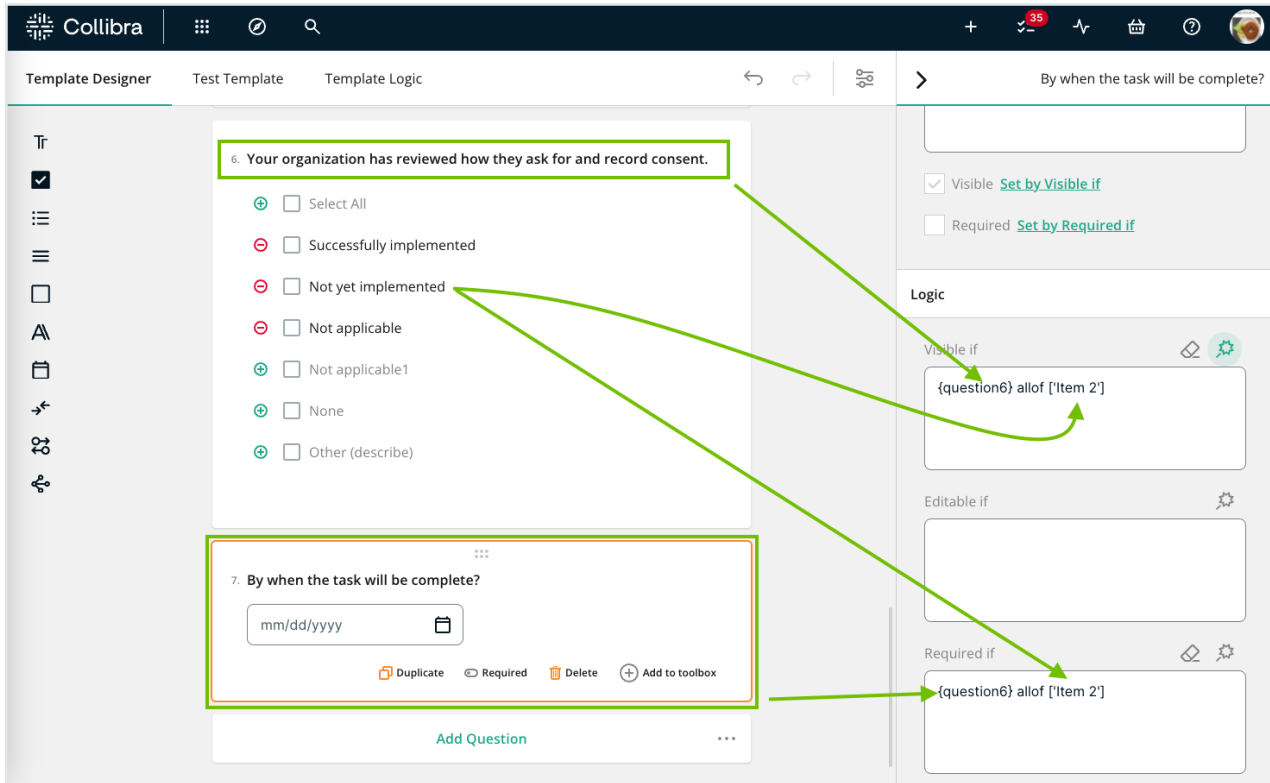 Collibra
35
Template Designer
Test Template
Template Logic
By when the task will be complete?
Tr
6. Your organization has reviewed how they ask for and record consent.
Select All
Successfully implemented
Not yet implemented
Not applicable
Not applicable1
None
Other (describe)
7. By when the task will be complete?
mm/dd/yyyy
Duplicate
Required
Delete
Add to toolbox
Add Question
Visible Set by Visible if
Required Set by Required if
Logic
Visible if
{question6} allof ['Item 2']
Editable if
Required if
{question6} allof ['Item 2']